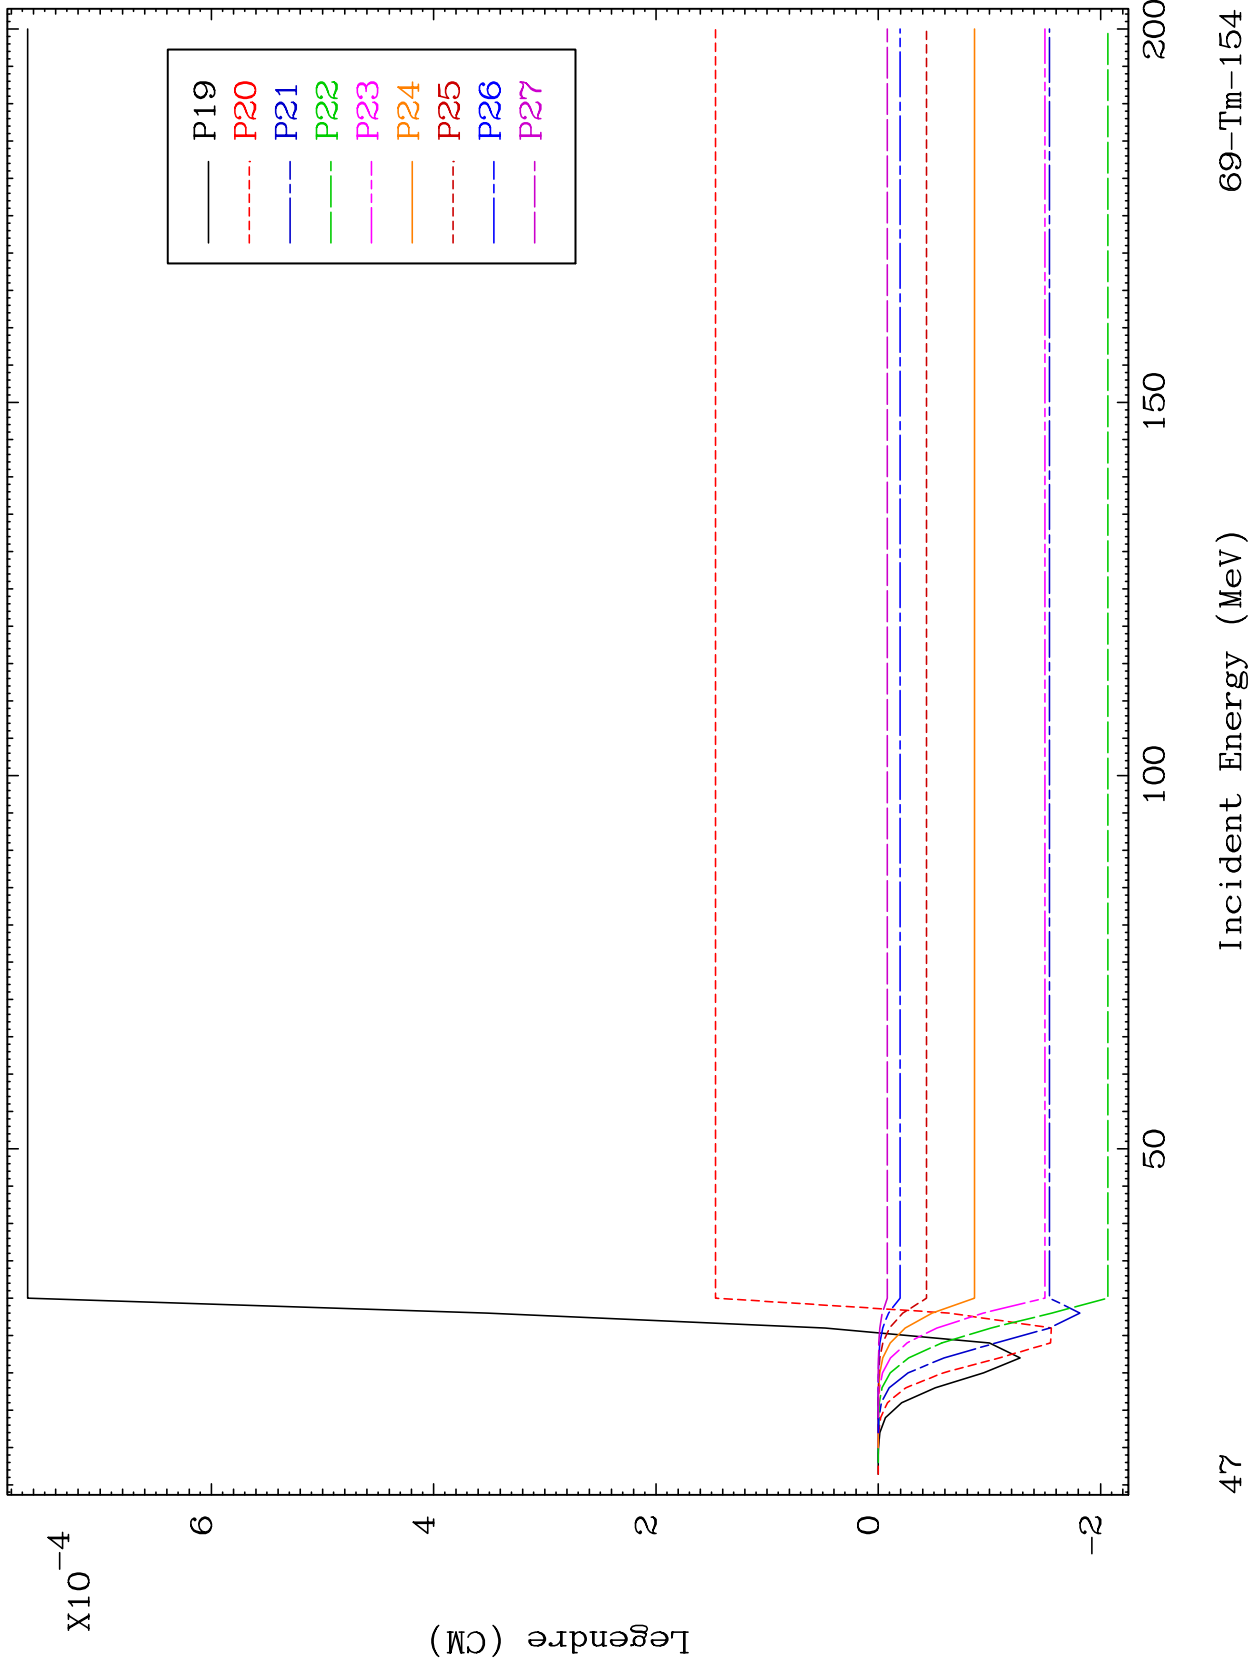 X10-4
Legendre (CM)
6
4
2
0
-2
P19
P20
P21
P22
P23
P24
P25
P26
P27
50
100
150
200
Incident Energy (MeV)
47
69-Tm-154